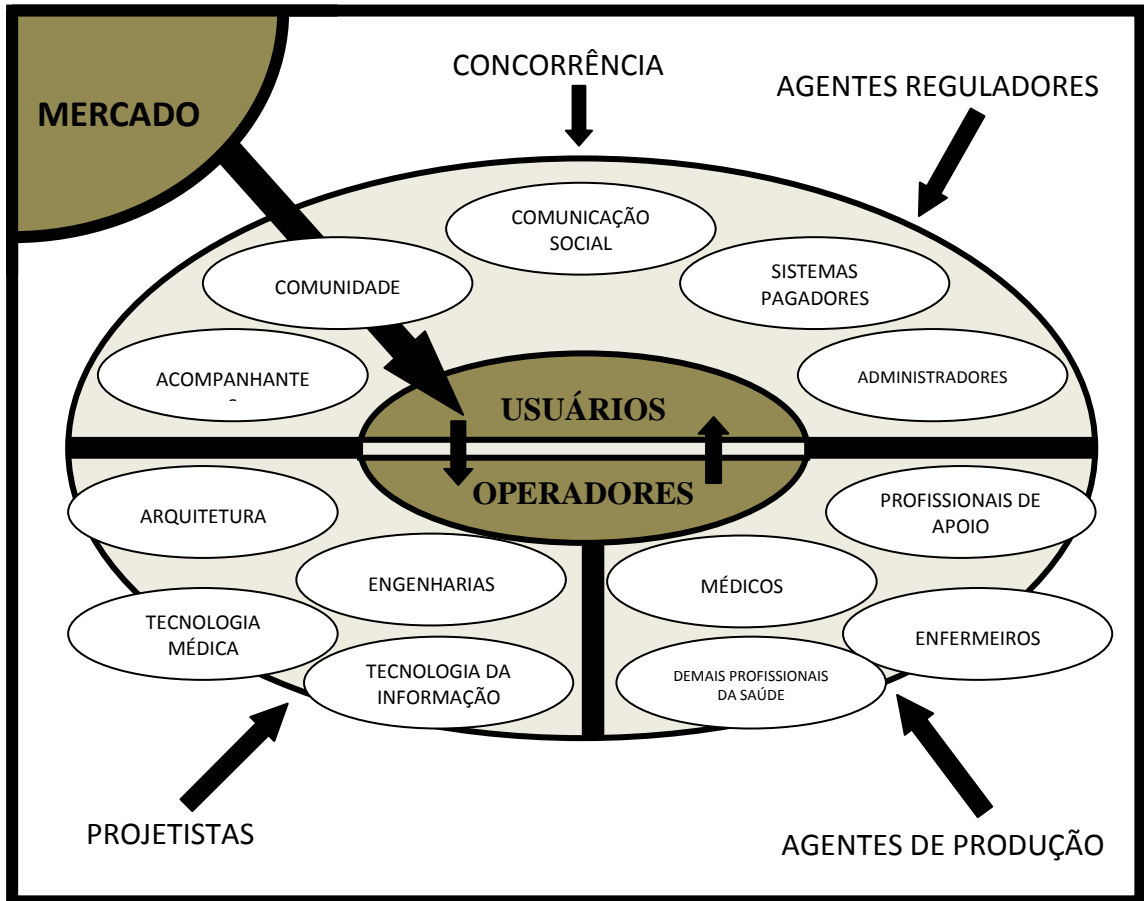 CONCORRÊNCIA
AGENTES REGULADORES
MERCADO
COMUNICAÇÃO
SOCIAL
COMUNIDADE
SISTEMAS
PAGADORES
ACOMPANHANTE
ADMINISTRADORES
USUÁRIOS
OPERADORES
ARQUITETURA
PROFISSIONAIS DE
APOIO
ENGENHARIAS
MÉDICOS
TECNOLOGIA
MÉDICA
ENFERMEIROS
TECNOLOGIA DA
INFORMAÇÃO
DEMAIS PROFISSIONAIS
DA SAÚDE
PROJETISTAS
AGENTES DE PRODUÇÃO